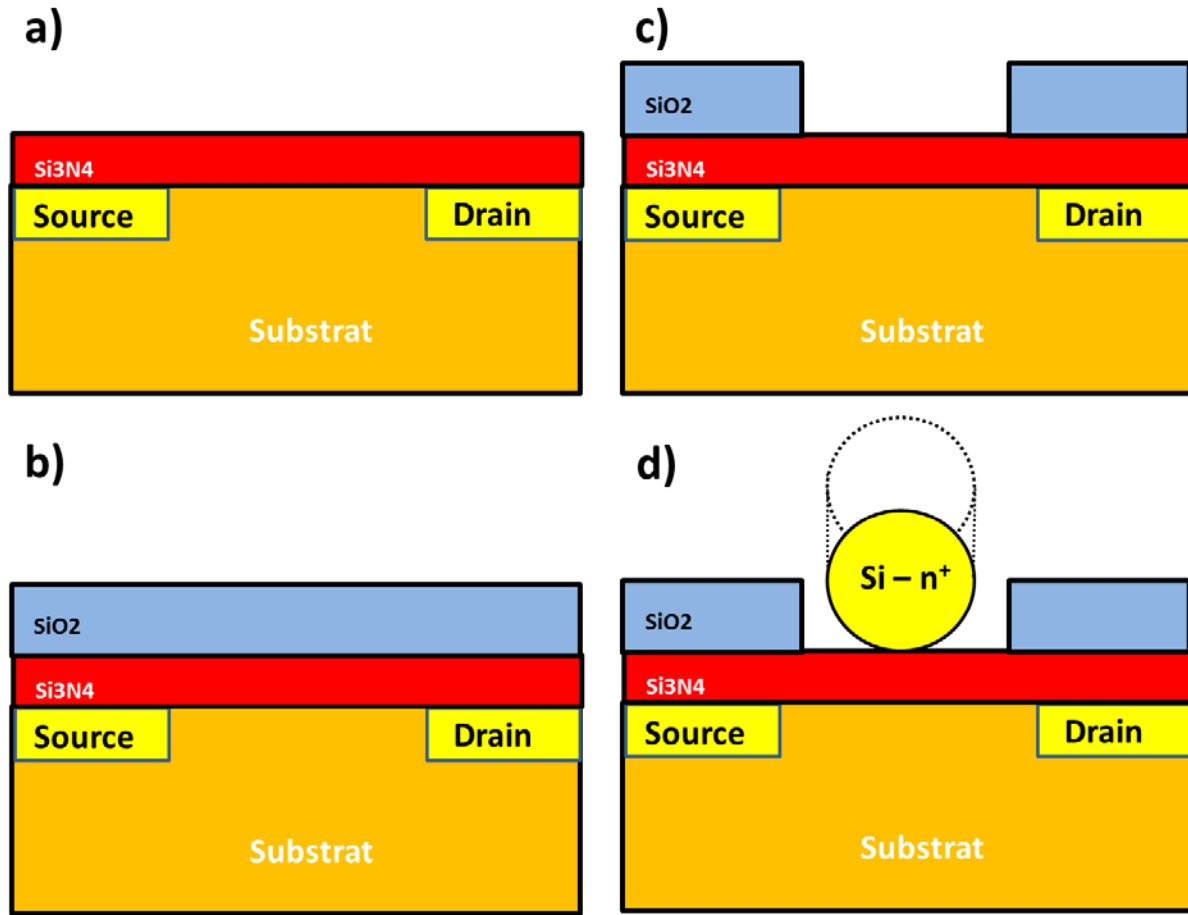 a)
Si3N4
Source
Drain
Substrat
b)
SiO2
Si3N4
Source
Drain
Substrat
c)
SiO2
Si3N4
Source
Drain
Substrat
d)
Si – n⁺
SiO2
Si3N4
Source
Drain
Substrat